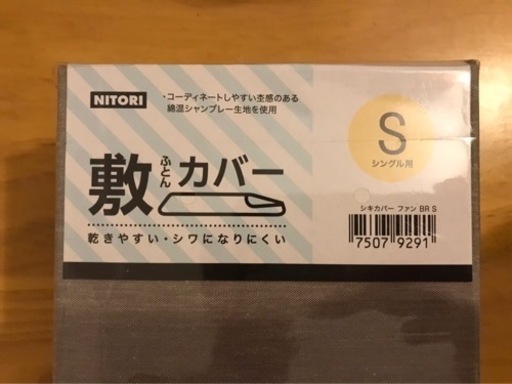 NITORI
・コーディネートしやすい杢感のある
綿混シャンブレー生地を使用
S
シングル用
敷ふとんカバー
乾きやすい・シワになりにくい
シキカバー ファン BR S
7507 9291